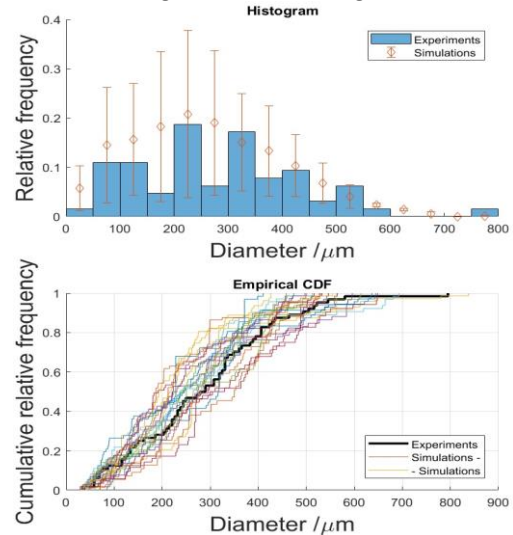 Histogram
0.4
0.3
0.2
0.1
0
Relative frequency
Experiments
Simulations
0 100 200 300 400 500 600 700 800
Diameter /μm
Empirical CDF
1
0.8
0.6
0.4
0.2
0
Cumulative relative frequency
Experiments
Simulations -
- Simulations
0 100 200 300 400 500 600 700 800 900
Diameter /μm